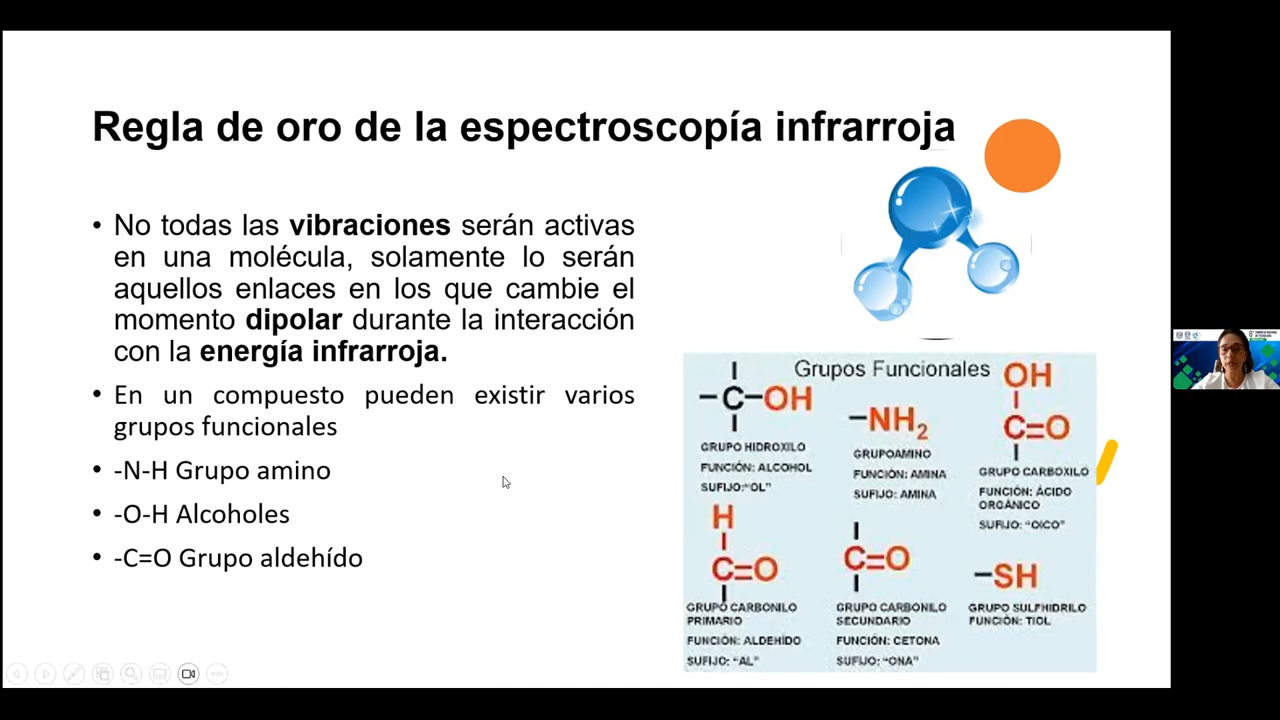 Regla de oro de la espectroscopía infrarroja
• No todas las vibraciones serán activas
en una molécula, solamente lo serán
aquellos enlaces en los que cambie el
momento dipolar durante la interacción
con la energía infrarroja.
• En un compuesto pueden existir varios
grupos funcionales
• -N-H Grupo amino
• -O-H Alcoholes
• -C=O Grupo aldehído
Grupos Funcionales
–C–OH
GRUPO HIDROXILO
FUNCIÓN: ALCOHOL
SUFIJO:"OL"
–NH2
GRUPOAMINO
FUNCIÓN: AMINA
SUFIJO: AMINA
OH
C=O
GRUPO CARBOXILO
FUNCIÓN: ÁCIDO
ORGÁNICO
SUFIJO: "OICO"
H
C=O
GRUPO CARBONILO
PRIMARIO
FUNCIÓN: ALDEHÍDO
SUFIJO: "AL"
C=O
GRUPO CARBONILO
SECUNDARIO
FUNCIÓN: CETONA
SUFIJO: "ONA"
–SH
GRUPO SULFHIDRILO
FUNCIÓN: TIOL